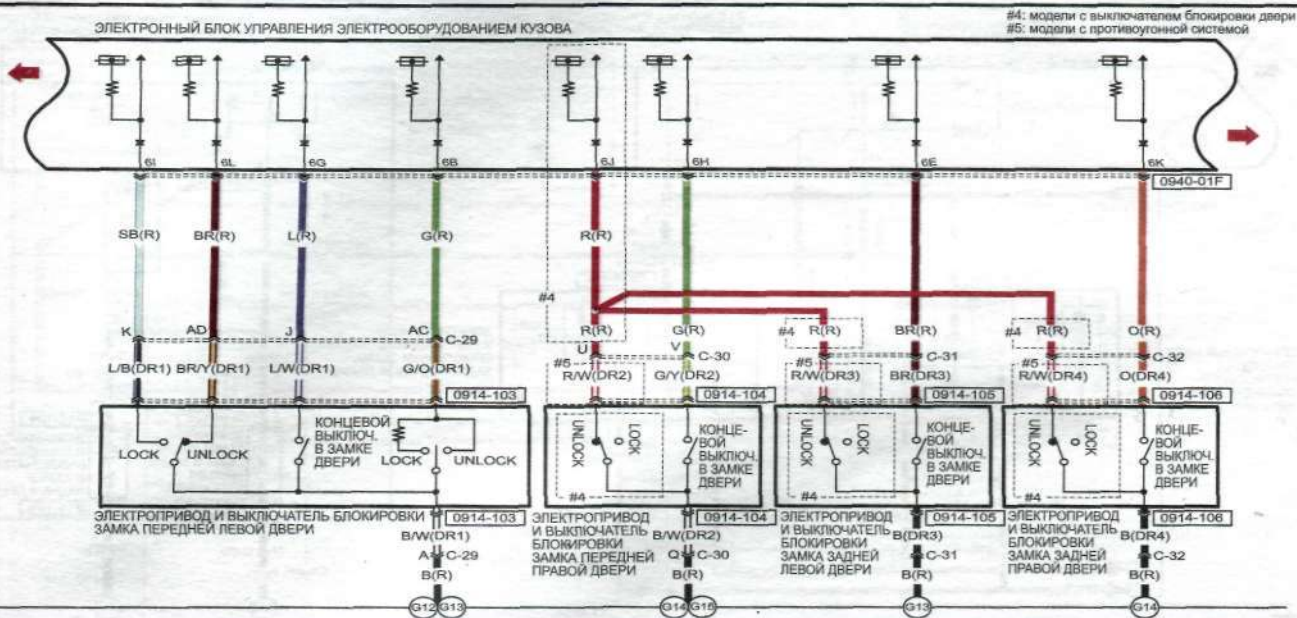 #4: модели с выключателем блокировки двери
#5: модели с противоугонной системой
ЭЛЕКТРОННЫЙ БЛОК УПРАВЛЕНИЯ ЭЛЕКТРООБОРУДОВАНИЕМ КУЗОВА
6I 6L 6G 6B 6J 6H 6E 6K
0940-01F
SB(R) BR(R) L(R) G(R) R(R) G(R) BR(R) O(R)
#4
R(R) G(R) #4 R(R) BR(R) #4 R(R) O(R)
K AD J AC C-29 U V C-30 C-31 C-32
#5 #5 #5
L/B(DR1) BR/Y(DR1) L/W(DR1) G/O(DR1) R/W(DR2) G/Y(DR2) R/W(DR3) BR(DR3) R/W(DR4) O(DR4)
0914-103 0914-104 0914-105 0914-106
LOCK UNLOCK
КОНЦЕВОЙ
ВЫКЛЮЧ.
В ЗАМКЕ
ДВЕРИ
LOCK UNLOCK
UNLOCK LOCK
#4
КОНЦЕ-
ВОЙ
ВЫКЛЮЧ.
В ЗАМКЕ
ДВЕРИ
UNLOCK LOCK
#4
КОНЦЕ-
ВОЙ
ВЫКЛЮЧ.
В ЗАМКЕ
ДВЕРИ
UNLOCK LOCK
#4
КОНЦЕ-
ВОЙ
ВЫКЛЮЧ.
В ЗАМКЕ
ДВЕРИ
ЭЛЕКТРОПРИВОД И ВЫКЛЮЧАТЕЛЬ БЛОКИРОВКИ
ЗАМКА ПЕРЕДНЕЙ ЛЕВОЙ ДВЕРИ
0914-103
B/W(DR1)
A C-29
B(R)
G12 G13
ЭЛЕКТРОПРИВОД
И ВЫКЛЮЧАТЕЛЬ
БЛОКИРОВКИ
ЗАМКА ПЕРЕДНЕЙ
ПРАВОЙ ДВЕРИ
0914-104
B/W(DR2)
Q C-30
B(R)
G14 G15
ЭЛЕКТРОПРИВОД
И ВЫКЛЮЧАТЕЛЬ
БЛОКИРОВКИ
ЗАМКА ЗАДНЕЙ
ЛЕВОЙ ДВЕРИ
0914-105
B(DR3)
C-31
B(R)
G13
ЭЛЕКТРОПРИВОД
И ВЫКЛЮЧАТЕЛЬ
БЛОКИРОВКИ
ЗАМКА ЗАДНЕЙ
ПРАВОЙ ДВЕРИ
0914-106
B(DR4)
C-32
B(R)
G14